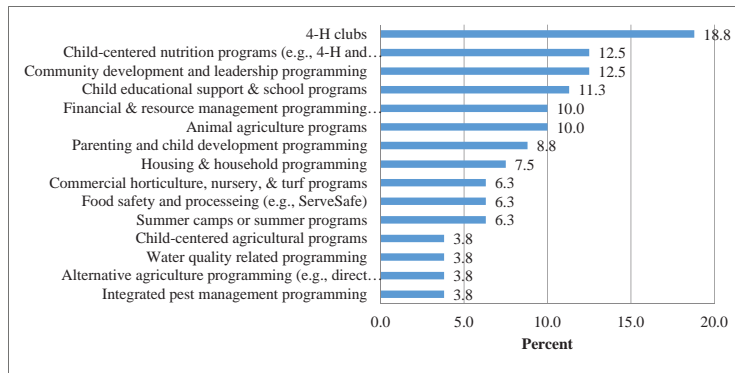 4-H clubs 18.8
Child-centered nutrition programs (e.g., 4-H and… 12.5
Community development and leadership programming 12.5
Child educational support & school programs 11.3
Financial & resource management programming… 10.0
Animal agriculture programs 10.0
Parenting and child development programming 8.8
Housing & household programming 7.5
Commercial horticulture, nursery, & turf programs 6.3
Food safety and processeing (e.g., ServeSafe) 6.3
Summer camps or summer programs 6.3
Child-centered agricultural programs 3.8
Water quality related programming 3.8
Alternative agriculture programming (e.g., direct… 3.8
Integrated pest management programming 3.8
0.0 5.0 10.0 15.0 20.0
Percent